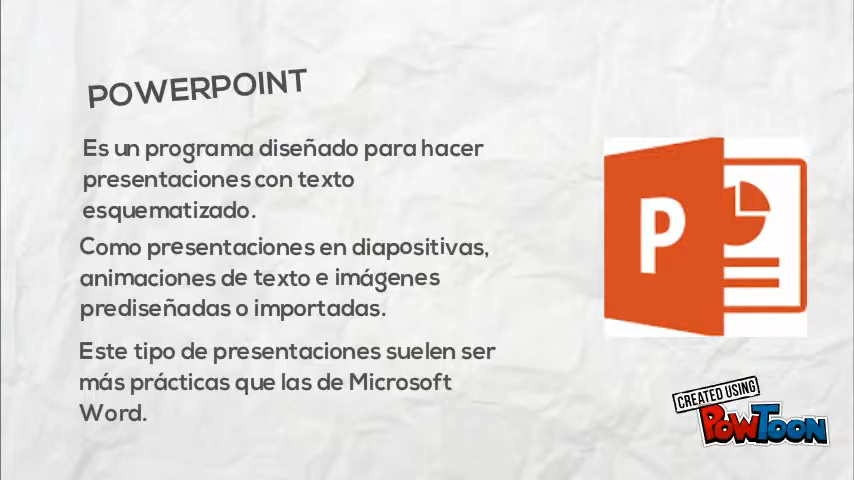 POWERPOINT
Es un programa diseñado para hacer
presentaciones con texto
esquematizado.
Como presentaciones en diapositivas,
animaciones de texto e imágenes
prediseñadas o importadas.
Este tipo de presentaciones suelen ser
más prácticas que las de Microsoft
Word.
P
CREATED USING
POWTOON